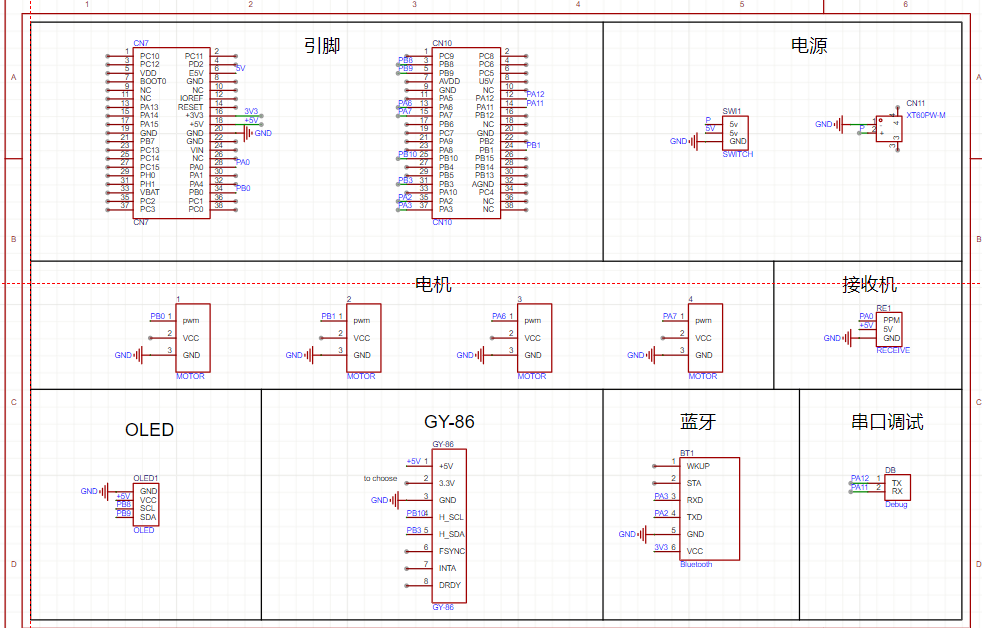 1 2 3 4 5 6
引脚
电源
A
A
CN7
1 PC10 PC11 2
3 PC12 PD2 4
5 VDD E5V 6 5V
7 BOOT0 GND 8
9 NC NC 10
11 NC IOREF 12
13 PA13 RESET 14
15 PA14 +3V3 16 3V3
17 PA15 +5V 18 +5V
19 GND GND 20 GND
21 PB7 GND 22
23 PC13 VIN 24
25 PC14 NC 26
27 PC15 PA0 28 PA0
29 PH0 PA1 30
31 PH1 PA4 32
33 VBAT PB0 34 PB0
35 PC2 PC1 36
37 PC3 PC0 38
CN7
CN10
1 PC9 PC8 2
PB8 3 PB8 PC6 4
PB9 5 PB9 PC5 6
7 AVDD U5V 8
9 GND NC 10
11 PA5 PA12 12 PA12
PA6 13 PA6 PA11 14 PA11
PA7 15 PA7 PB12 16
17 PB6 NC 18
19 PC7 GND 20
21 PA9 PB2 22
23 PA8 PB1 24 PB1
PB10 25 PB10 PB15 26
27 PB4 PB14 28
29 PB5 PB13 30
PB3 31 PB3 AGND 32
33 PA10 PC4 34
PA2 35 PA2 NC 36
PA3 37 PA3 NC 38
CN10
SWI1
P 5v
5V 5v
GND GND
SWITCH
CN11
XT60PW-M
GND 1 -
P 2 +
4 4
3 3
B
B
电机
接收机
1
PB0 1 pwm
2 VCC
GND 3 GND
MOTOR
2
PB1 1 pwm
2 VCC
GND 3 GND
MOTOR
3
PA6 1 pwm
2 VCC
GND 3 GND
MOTOR
4
PA7 1 pwm
2 VCC
GND 3 GND
MOTOR
RE1
PA0 PPM
+5V 5V
GND GND
RECEIVE
C
C
OLED
GY-86
蓝牙
串口调试
OLED1
GND GND
+5V VCC
PB8 SCL
PB9 SDA
OLED
GY-86
+5V 1 +5V
to choose 2 3.3V
GND 3 GND
PB10 4 H_SCL
PB3 5 H_SDA
6 FSYNC
7 INTA
8 DRDY
GY-86
BT1
1 WKUP
2 STA
PA3 3 RXD
PA2 4 TXD
GND 5 GND
3V3 6 VCC
Bluetooth
DB
PA12 1 TX
PA11 2 RX
Debug
D
D